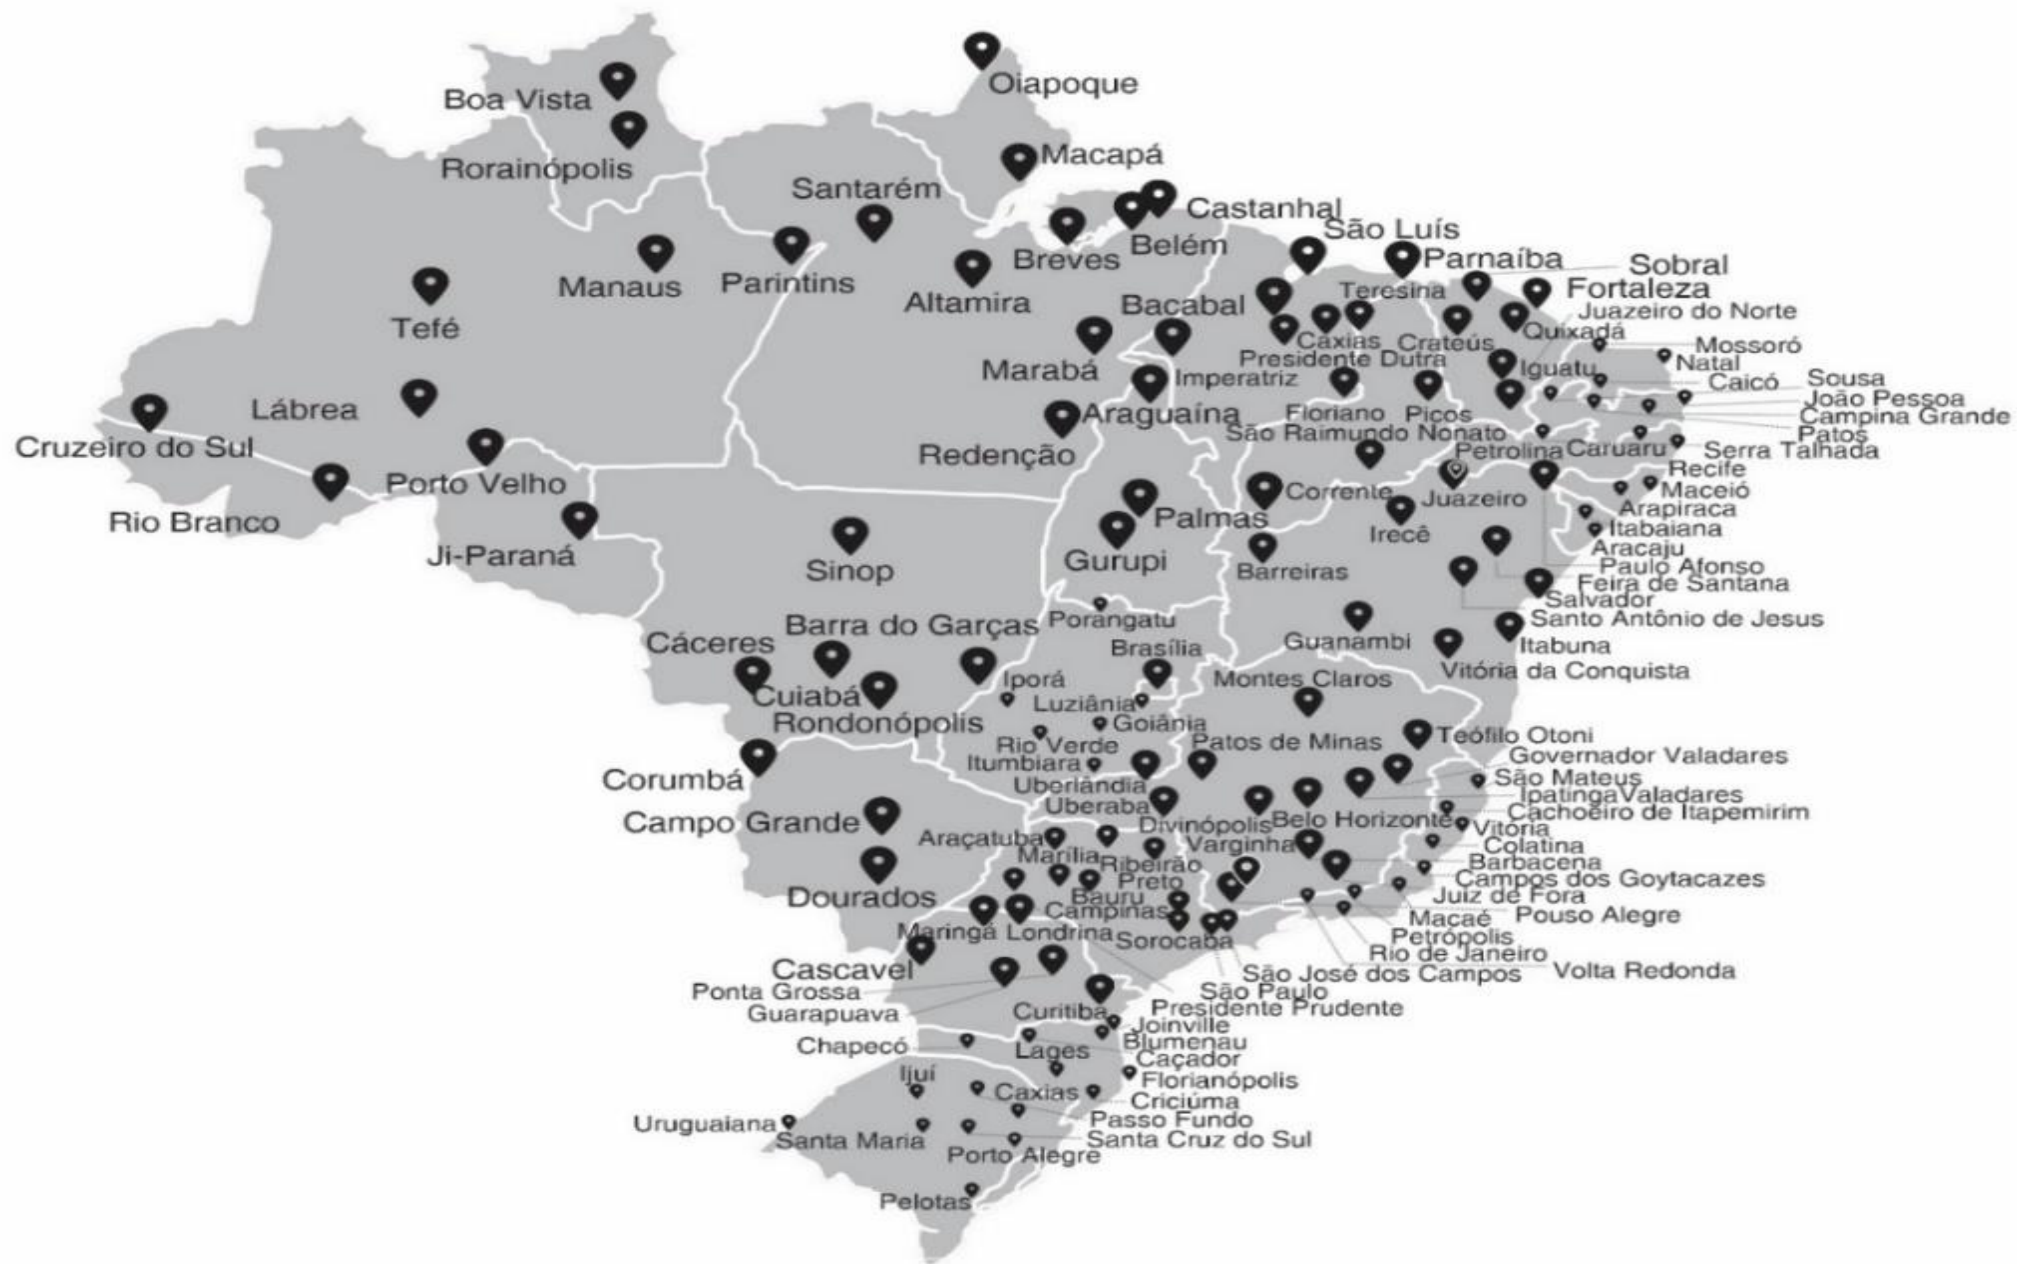 Oiapoque
Boa Vista
Macapá
Rorainópolis
Santarém
Castanhal
São Luís
Belém
Breves
Parnaíba
Sobral
Manaus
Parintins
Altamira
Bacabal
Teresina
Fortaleza
Juazeiro do Norte
Tefé
Quixadá
Caxias
Crateús
Mossoró
Presidente Dutra
Natal
Marabá
Imperatriz
Iguatu
Caicó
Sousa
João Pessoa
Lábrea
Araguaína
Floriano
Picos
Campina Grande
São Raimundo Nonato
Patos
Cruzeiro do Sul
Redenção
Petrolina
Caruaru
Serra Talhada
Recife
Porto Velho
Corrente
Juazeiro
Maceió
Arapiraca
Rio Branco
Palmas
Irecê
Itabaiana
Aracaju
Ji-Paraná
Gurupi
Sinop
Barreiras
Paulo Afonso
Feira de Santana
Salvador
Porangatu
Santo Antônio de Jesus
Barra do Garças
Cáceres
Brasília
Guanambi
Itabuna
Vitória da Conquista
Iporá
Montes Claros
Cuiabá
Luziânia
Rondonópolis
Goiânia
Rio Verde
Patos de Minas
Teófilo Otoni
Governador Valadares
Itumbiara
Corumbá
São Mateus
Uberlândia
IpatingaValadares
Uberaba
Cachoeiro de Itapemirim
Campo Grande
Divinópolis
Belo Horizonte
Vitória
Araçatuba
Varginha
Colatina
Marília
Ribeirão
Preto
Barbacena
Campos dos Goytacazes
Dourados
Bauru
Juiz de Fora
Campinas
Macaé
Pouso Alegre
Maringá
Londrina
Sorocaba
Petrópolis
Rio de Janeiro
Cascavel
São José dos Campos
Volta Redonda
Ponta Grossa
São Paulo
Presidente Prudente
Guarapuava
Curitiba
Joinville
Blumenau
Chapecó
Lages
Caçador
Ijuí
Florianópolis
Caxias
Criciúma
Passo Fundo
Uruguaiana
Santa Maria
Santa Cruz do Sul
Porto Alegre
Pelotas